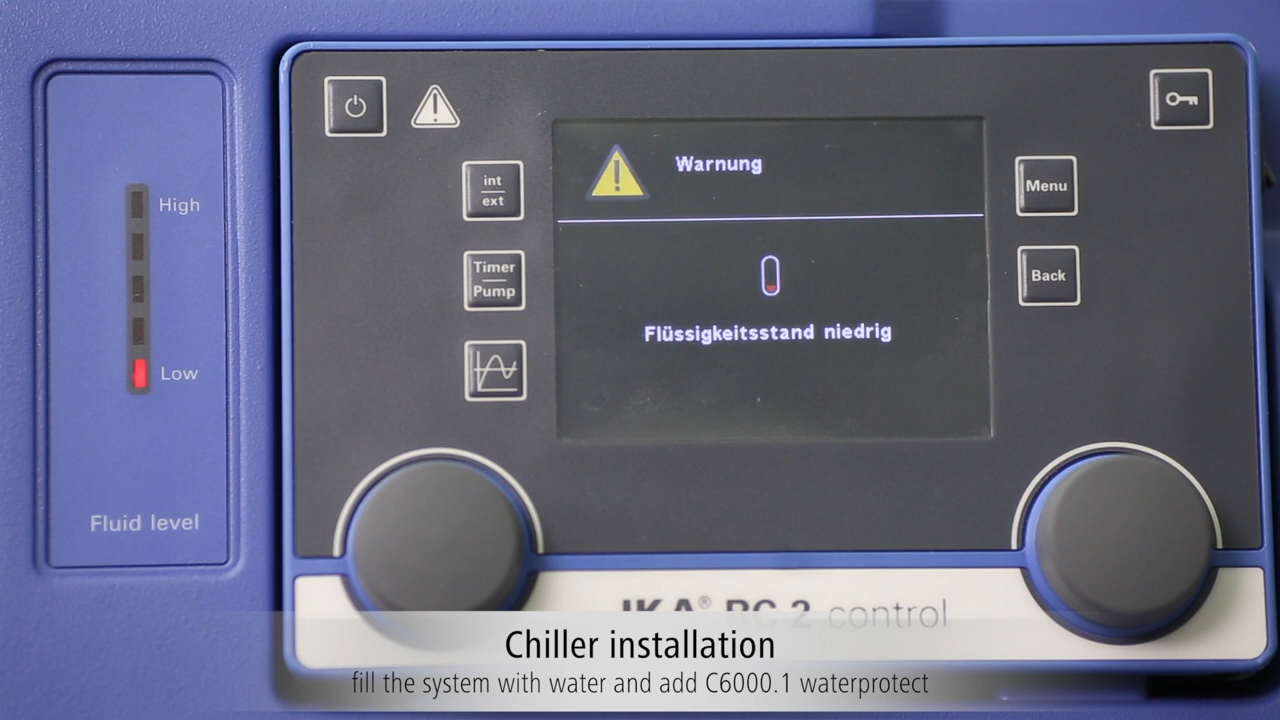 High
Low
Fluid level
int
ext
Timer
Pump
Warnung
Flüssigkeitsstand niedrig
Menu
Back
IKA® RC 2 control
Chiller installation
fill the system with water and add C6000.1 waterprotect